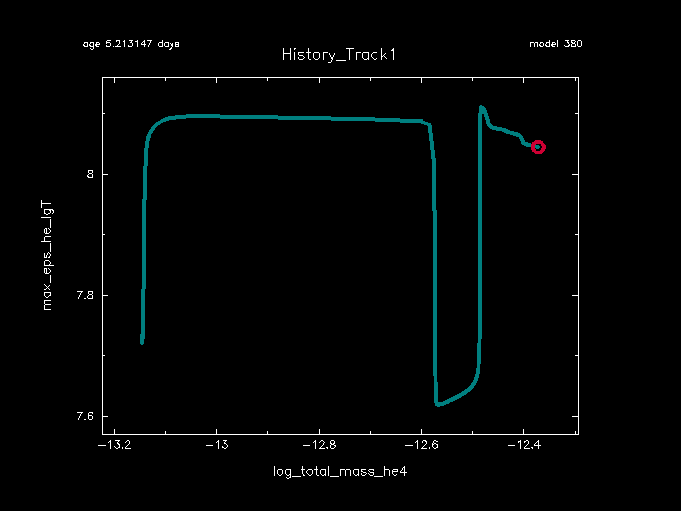 age 5.213147 days
model 380
History_Track1
8
7.8
7.6
max_eps_he_lgT
-13.2
-13
-12.8
-12.6
-12.4
log_total_mass_he4